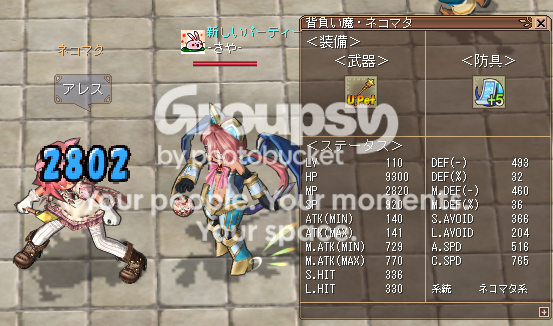 背負い魔・ネコマタ
新しいパーティー
-さや-
ネコマタ
アレス
2802
<装備>
<武器> <防具>
U.Pet +5
<ステータス>
LV 110 DEF(-) 493
HP 9300 DEF(%) 32
MP 2820 M.DEF(-) 460
SP 920 M.DEF(%) 36
ATK(MIN) 140 S.AVOID 366
ATK(MAX) 141 L.AVOID 204
M.ATK(MIN) 729 A.SPD 516
M.ATK(MAX) 770 C.SPD 765
S.HIT 336
L.HIT 330 系統 ネコマタ系
Groupsy
by photobucket
Your people. Your moments.
Your space.